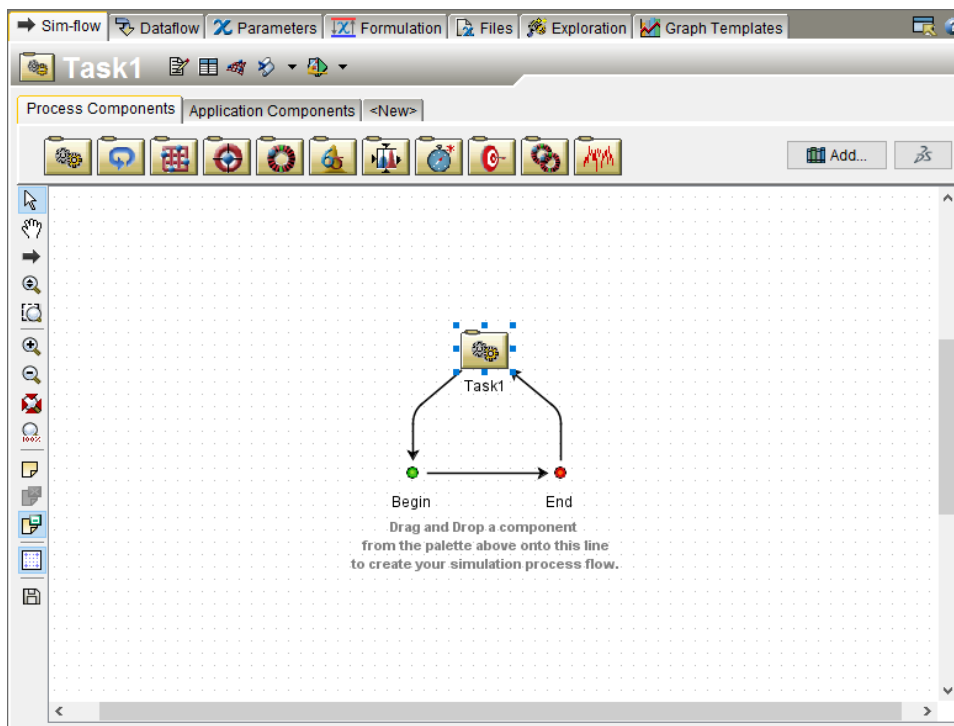 Sim-flow Dataflow Parameters Formulation Files Exploration Graph Templates
Task1
Process Components Application Components <New>
Add...
100%
Task1
Begin End
Drag and Drop a component
from the palette above onto this line
to create your simulation process flow.